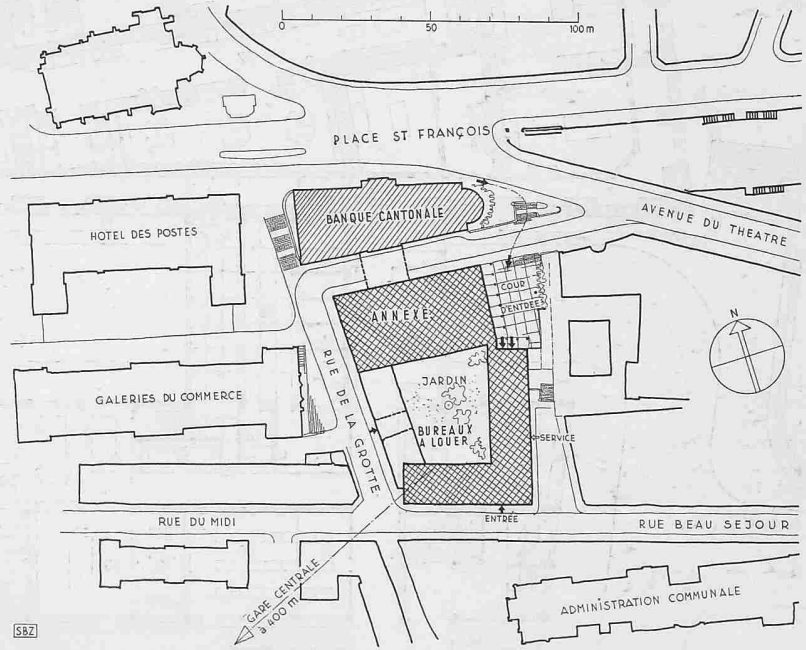 0 50 100 m
PLACE ST FRANÇOIS
BANQUE CANTONALE
AVENUE DU THEATRE
HOTEL DES POSTES
COUR
D'ENTRÉE
ANNEXE
N
RUE DE LA GROTTE
JARDIN
GALERIES DU COMMERCE
BUREAUX
A LOUER
SERVICE
ENTRÉE
RUE DU MIDI
RUE BEAU SEJOUR
GARE CENTRALE
à 400 m.
ADMINISTRATION COMMUNALE
SBZ